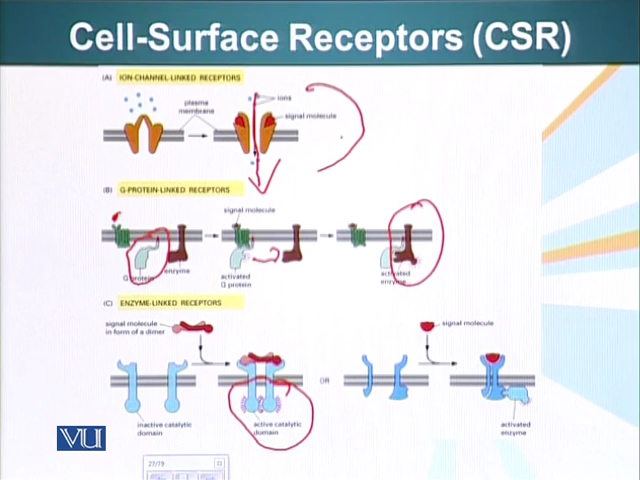 Cell-Surface Receptors (CSR)
(A) ION-CHANNEL-LINKED RECEPTORS
plasma
membrane
ions
signal molecule
(B) G-PROTEIN-LINKED RECEPTORS
signal molecule
G protein
enzyme
activated
G protein
activated
enzyme
(C) ENZYME-LINKED RECEPTORS
signal molecule
in form of a dimer
signal molecule
OR
inactive catalytic
domain
active catalytic
domain
activated
enzyme
VU
27/79